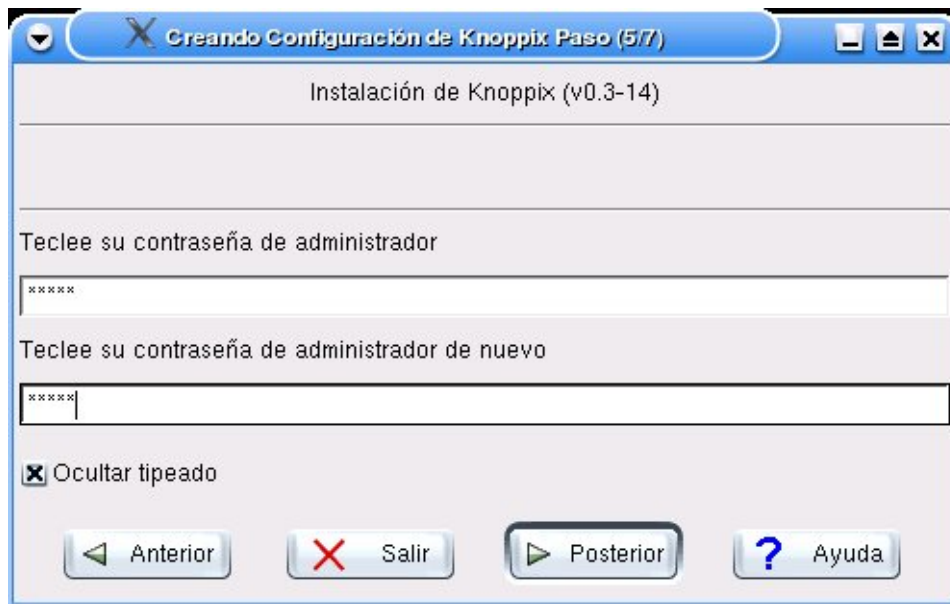 Creando Configuración de Knoppix Paso (5/7)
Instalación de Knoppix (v0.3-14)
Teclee su contraseña de administrador
*****
Teclee su contraseña de administrador de nuevo
*****
Ocultar tipeado
Anterior Salir Posterior ? Ayuda